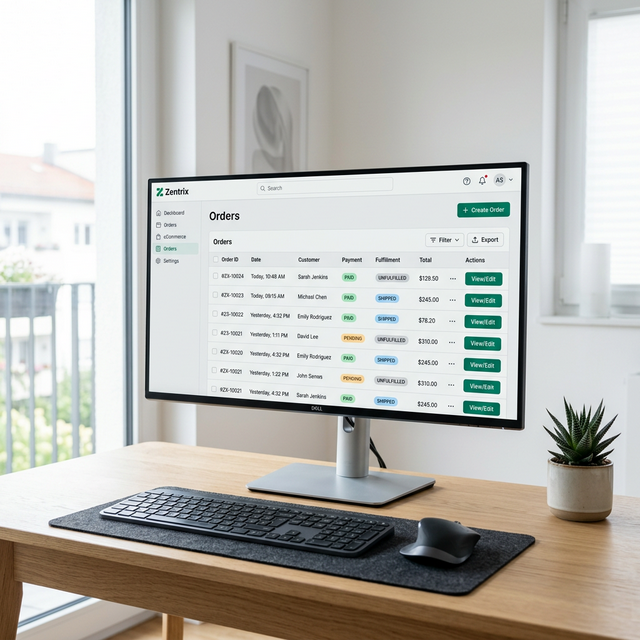 Zentrix
Search
AS
Dashboard
Orders
eCommerce
Orders
Settings
Orders
+ Create Order
Orders
Filter
Export
Order ID Date Customer Payment Fulfillment Total Actions
#ZX-10024 Today, 10:48 AM Sarah Jenkins PAID UNFULFILLED $129.50 ... View/Edit
#ZX-10023 Today, 09:15 AM Michael Chen PAID SHIPPED $245.00 ... View/Edit
#ZX-10022 Yesterday, 4:32 PM Emily Rodriguez PAID SHIPPED $78.20 ... View/Edit
#ZX-10021 Yesterday, 1:11 PM David Lee PENDING UNFULFILLED $310.00 ... View/Edit
#ZX-10020 Yesterday, 4:32 PM Emily Rodriguez PAID SHIPPED $245.00 ... View/Edit
#ZX-10021 Yesterday, 1:22 PM John Senws PENDING UNFULFILLED $310.00 ... View/Edit
#ZX-10021 Yesterday, 4:32 PM Sarah Jenkins PAID SHIPPED $245.00 ... View/Edit
DELL